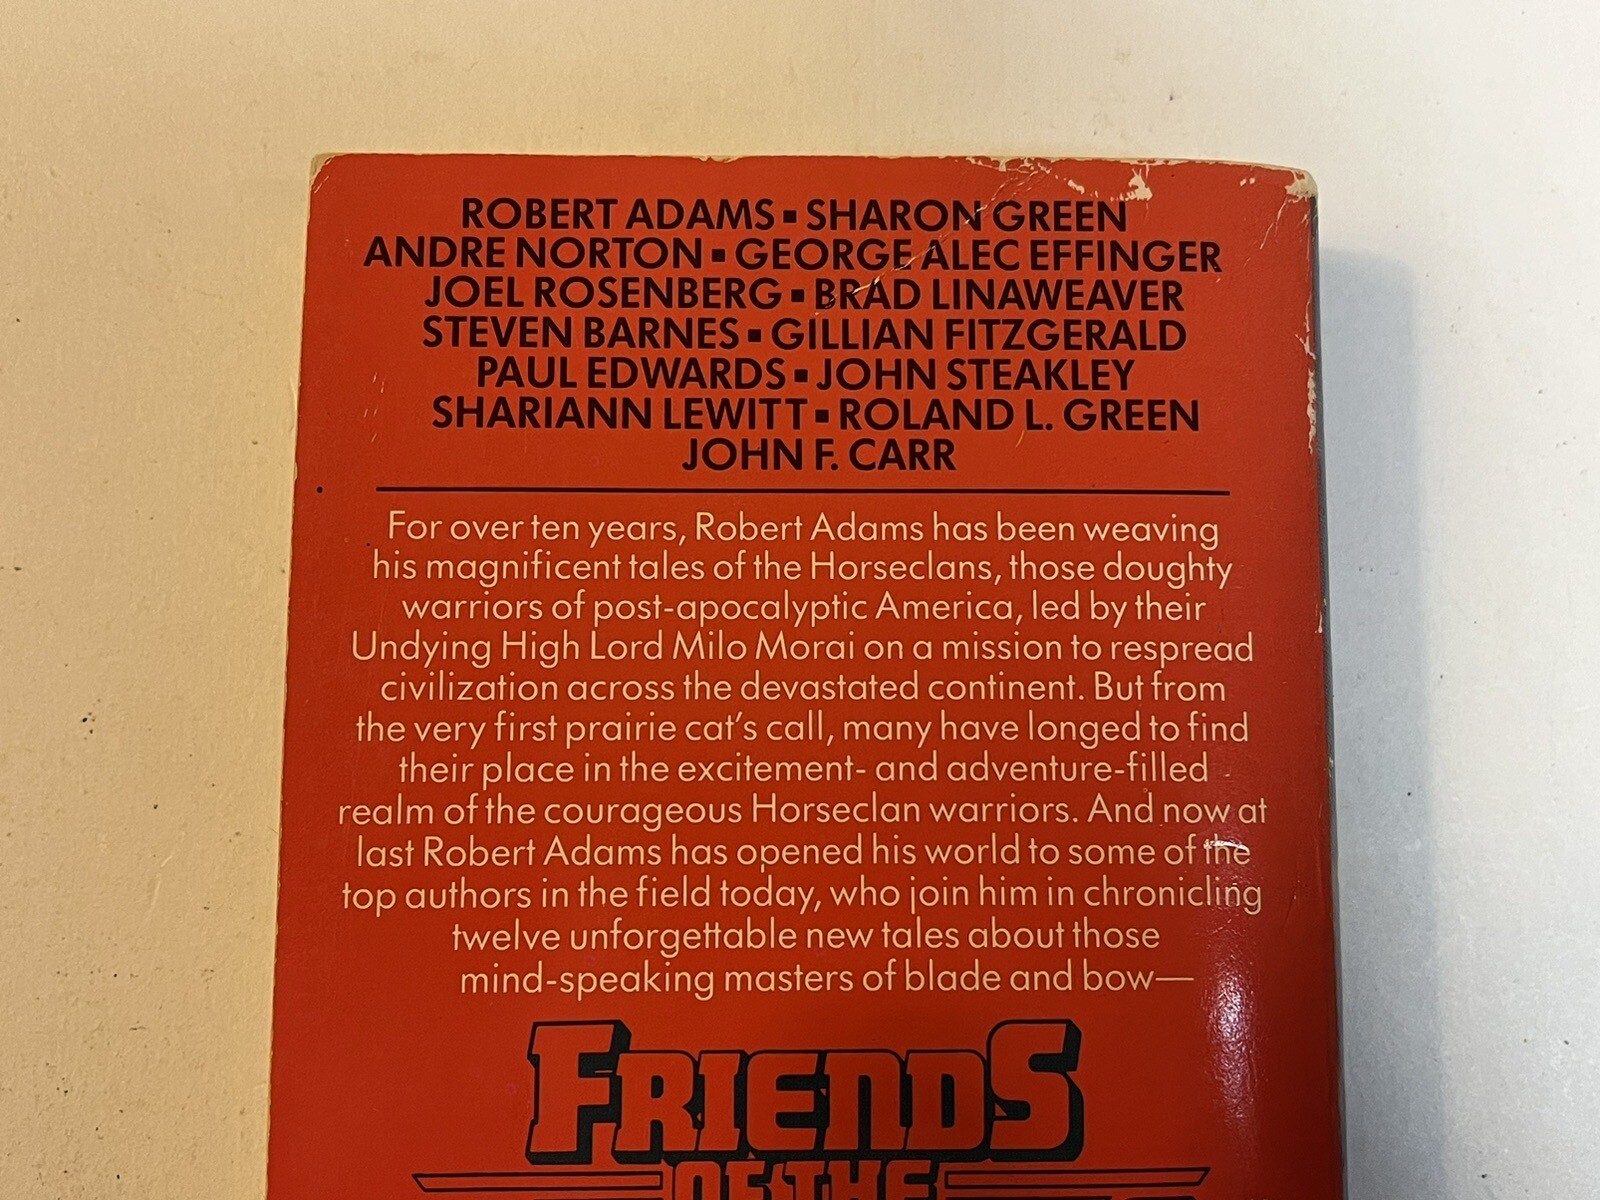 ROBERT ADAMS ▪ SHARON GREEN
ANDRE NORTON ▪ GEORGE ALEC EFFINGER
JOEL ROSENBERG ▪ BRAD LINAWEAVER
STEVEN BARNES ▪ GILLIAN FITZGERALD
PAUL EDWARDS ▪ JOHN STEAKLEY
SHARIANN LEWITT ▪ ROLAND L. GREEN
JOHN F. CARR
For over ten years, Robert Adams has been weaving
his magnificent tales of the Horseclans, those doughty
warriors of post-apocalyptic America, led by their
Undying High Lord Milo Morai on a mission to respread
civilization across the devastated continent. But from
the very first prairie cat's call, many have longed to find
their place in the excitement- and adventure-filled
realm of the courageous Horseclan warriors. And now at
last Robert Adams has opened his world to some of the
top authors in the field today, who join him in chronicling
twelve unforgettable new tales about those
mind-speaking masters of blade and bow—
FRIENDS
OF THE